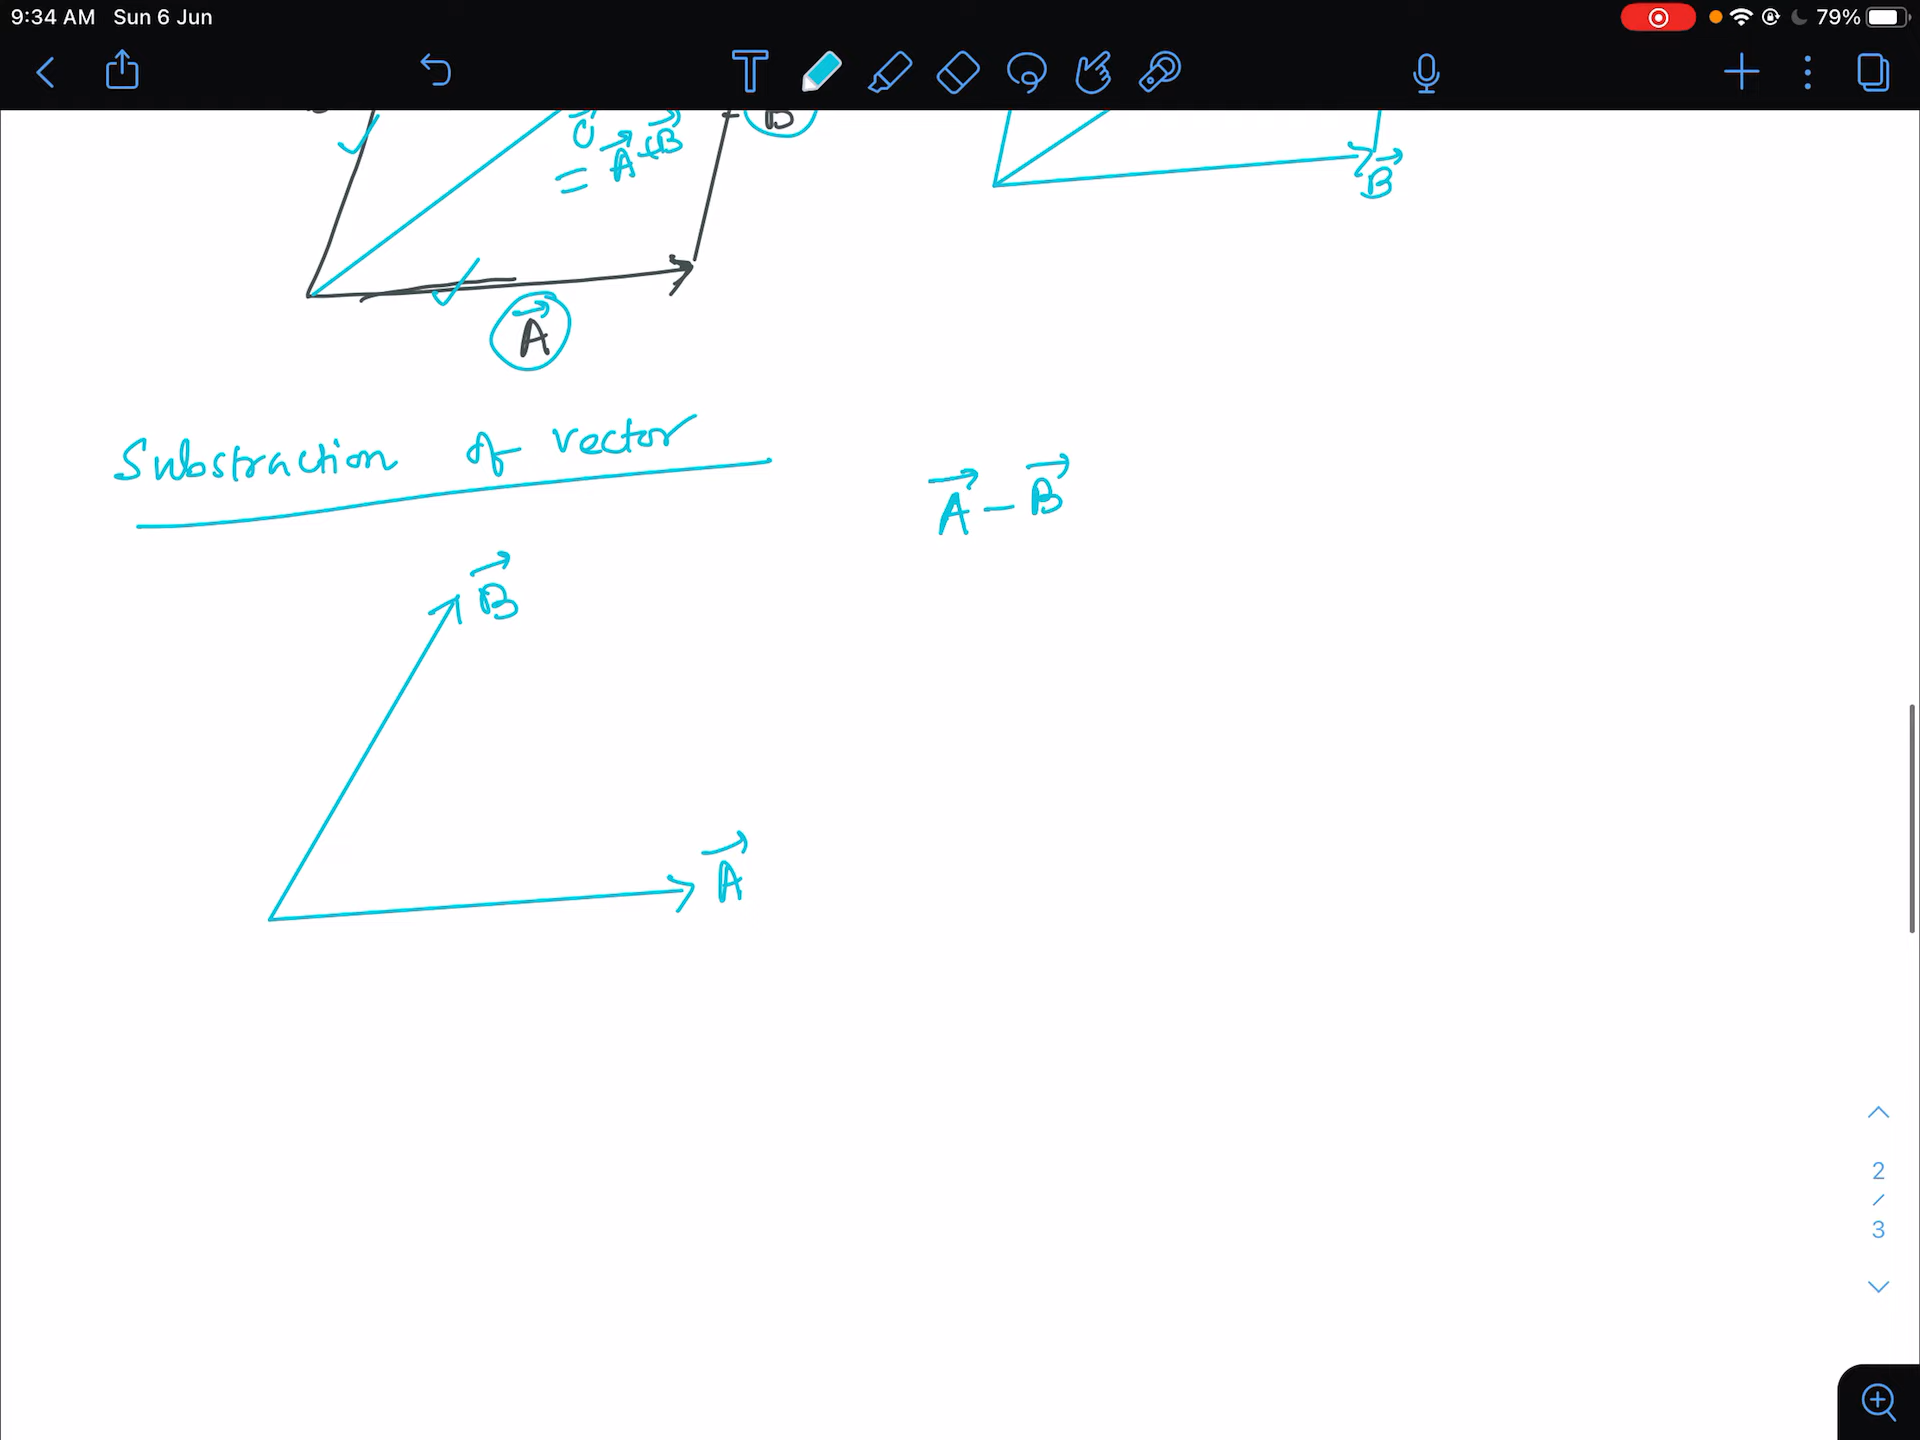 9:34 AM Sun 6 Jun
79%
T
C
= A + B
B
B
A
Substraction of vector
A - B
B
A
2
/
3